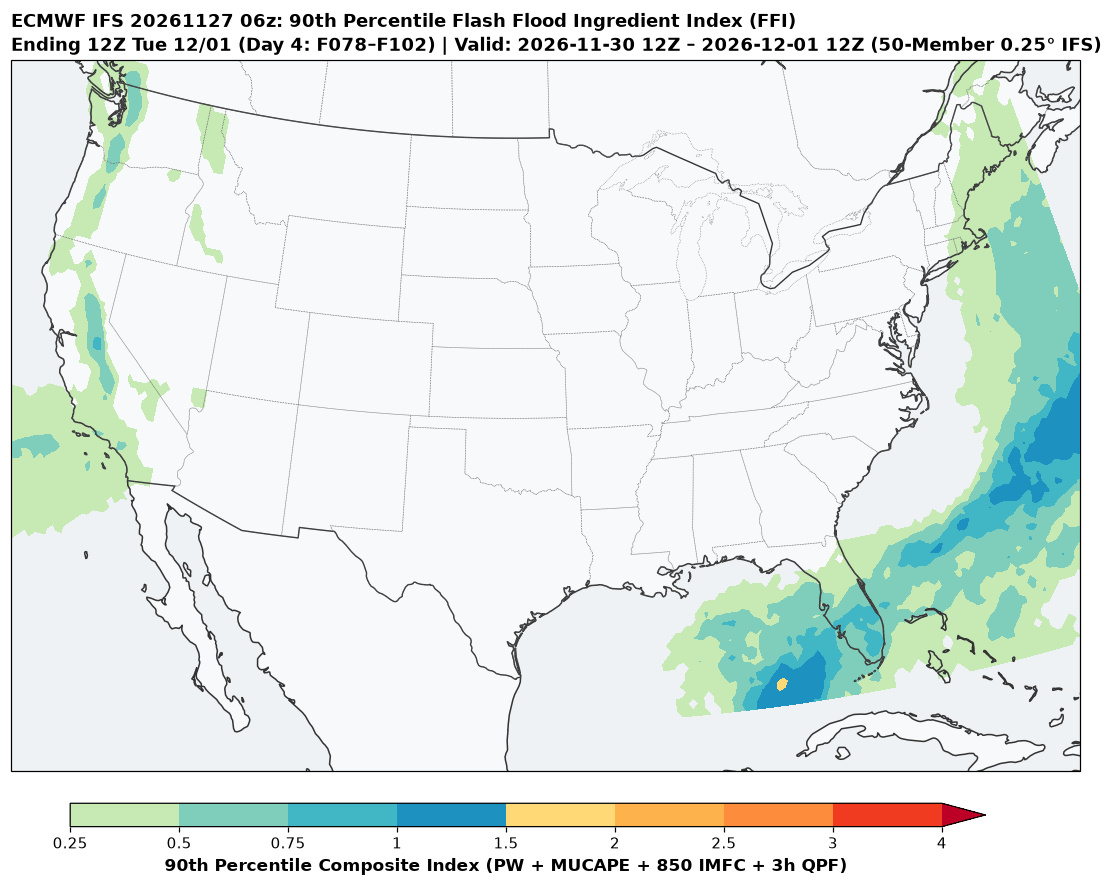 ECMWF IFS 20261127 06z: 90th Percentile Flash Flood Ingredient Index (FFI)
Ending 12Z Tue 12/01 (Day 4: F078–F102) | Valid: 2026-11-30 12Z – 2026-12-01 12Z (50-Member 0.25° IFS)
0.25 0.5 0.75 1 1.5 2 2.5 3 4
90th Percentile Composite Index (PW + MUCAPE + 850 IMFC + 3h QPF)